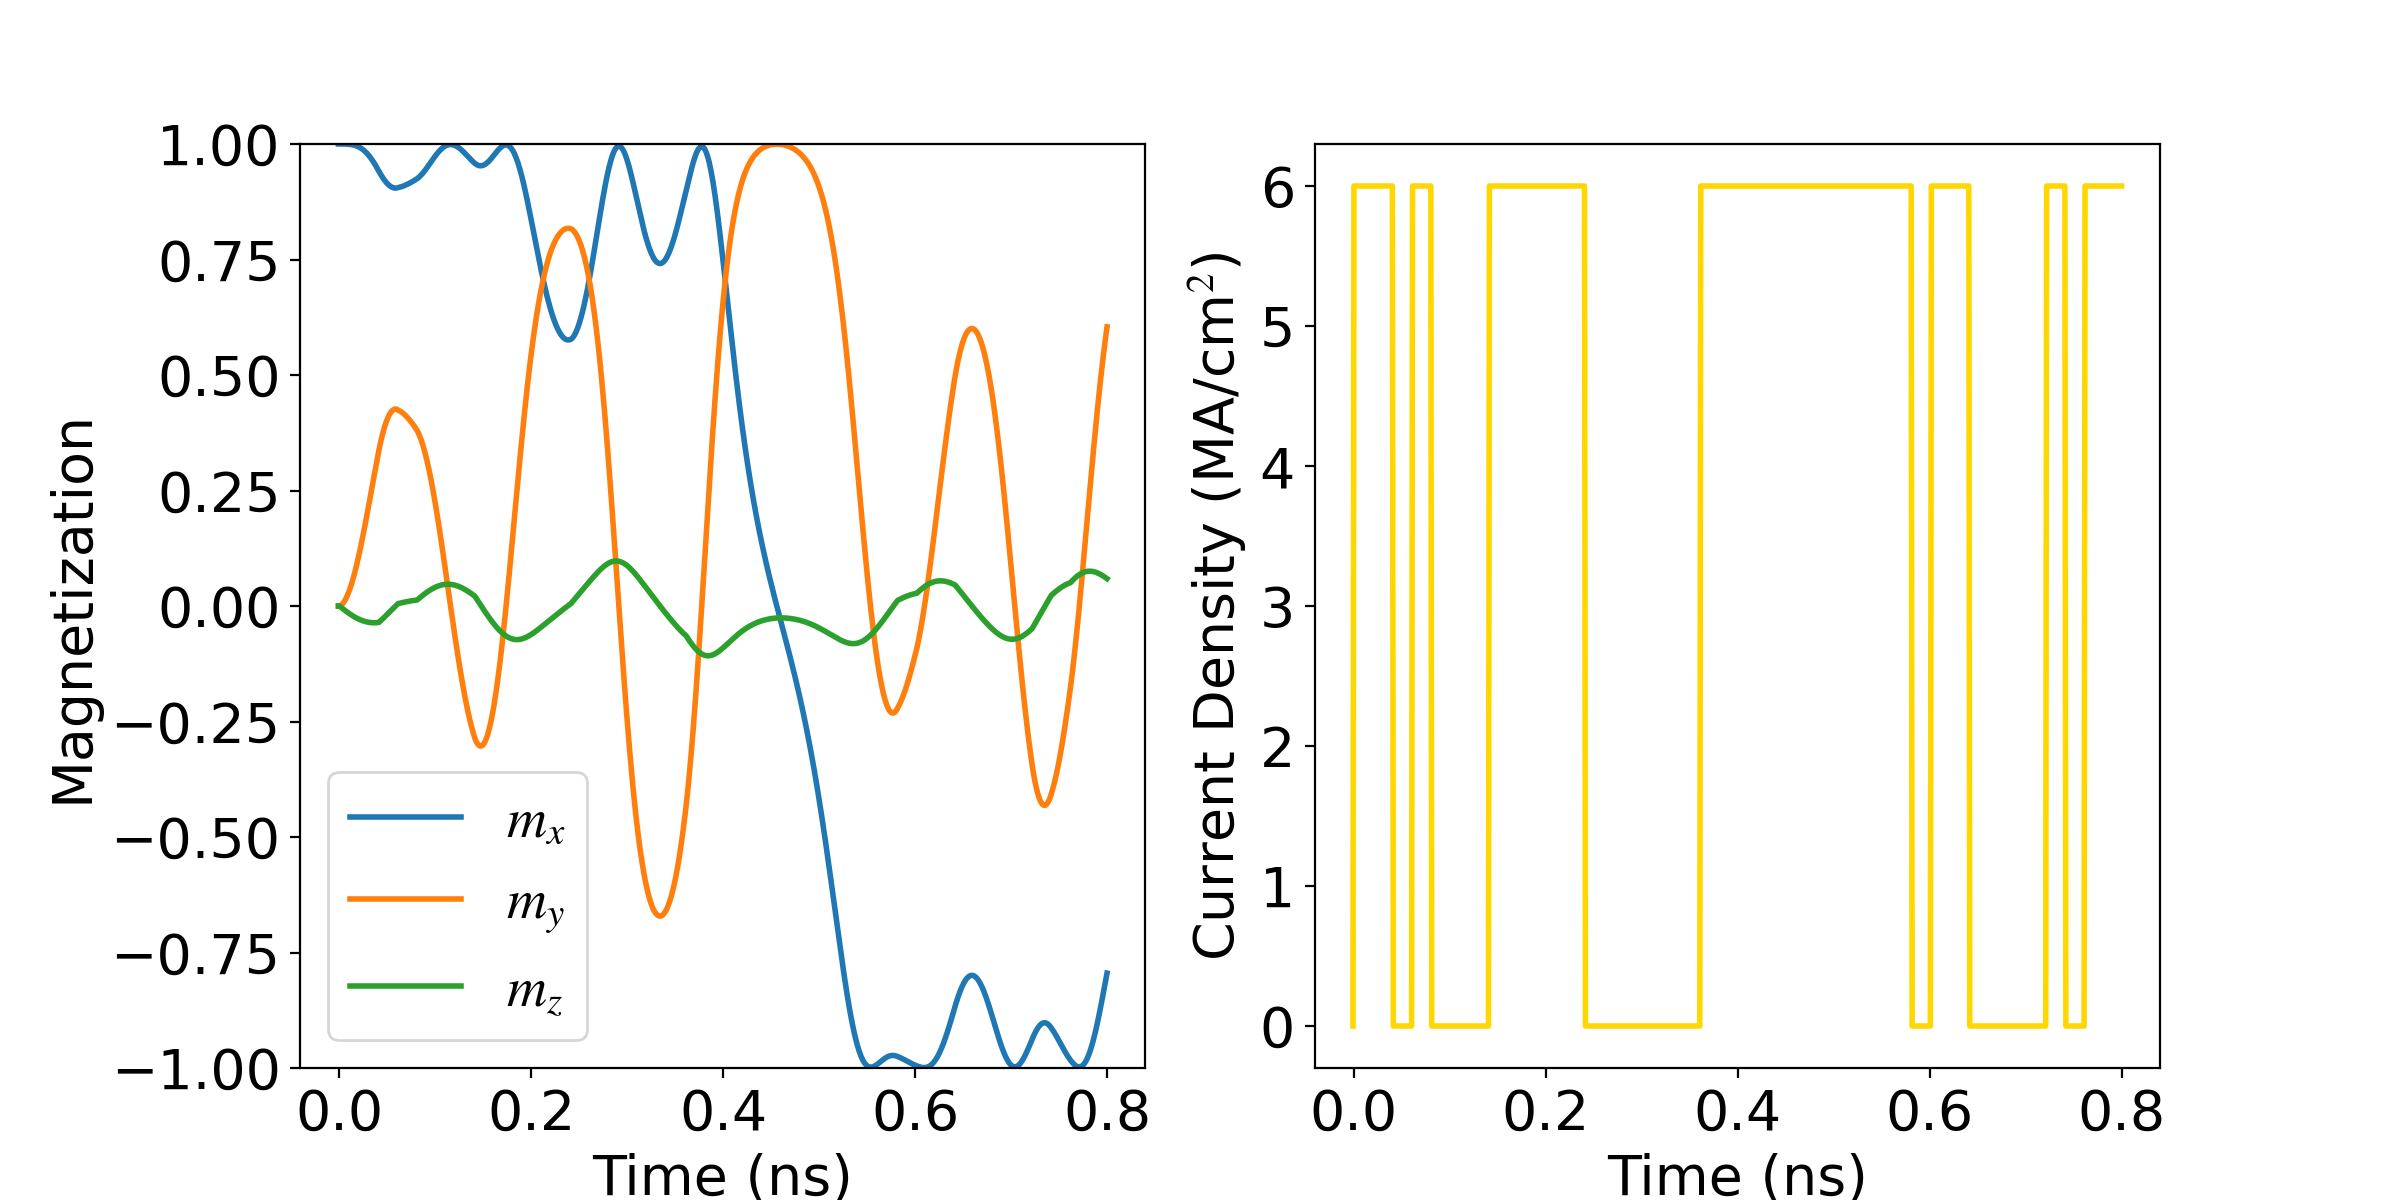 Magnetization
1.00
0.75
0.50
0.25
0.00
−0.25
−0.50
−0.75
−1.00
0.0 0.2 0.4 0.6 0.8
Time (ns)
m_x
m_y
m_z
Current Density (MA/cm²)
6
5
4
3
2
1
0
0.0 0.2 0.4 0.6 0.8
Time (ns)